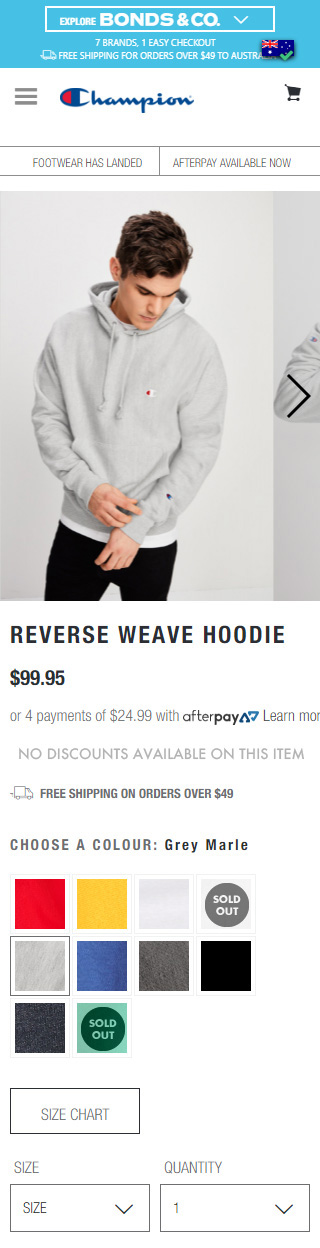 EXPLORE BONDS & CO.
7 BRANDS, 1 EASY CHECKOUT
FREE SHIPPING FOR ORDERS OVER $49 TO
Champion
FOOTWEAR HAS LANDED
AFTERPAY AVAILABLE NOW
REVERSE WEAVE HOODIE
$99.95
or 4 payments of $24.99 with afterpay Learn
NO DISCOUNTS AVAILABLE ON THIS ITEM
FREE SHIPPING ON ORDERS OVER $49
CHOOSE A COLOUR: Grey Marle
SOLD
OUT
SOLD
OUT
SIZE CHART
SIZE
QUANTITY
SIZE
1